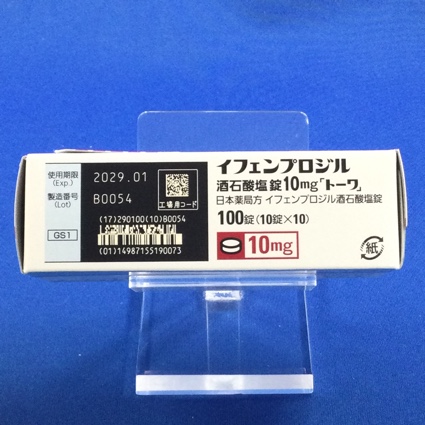 使用期限
(Exp.)
2029.01
製造番号
(Lot)
B0054
工場用コード
GS1
(17)290100(10)B0054
(01)14987155190073
イフェンプロジル
酒石酸塩錠10mg「トーワ」
日本薬局方 イフェンプロジル酒石酸塩錠
100錠(10錠×10)
10mg
紙